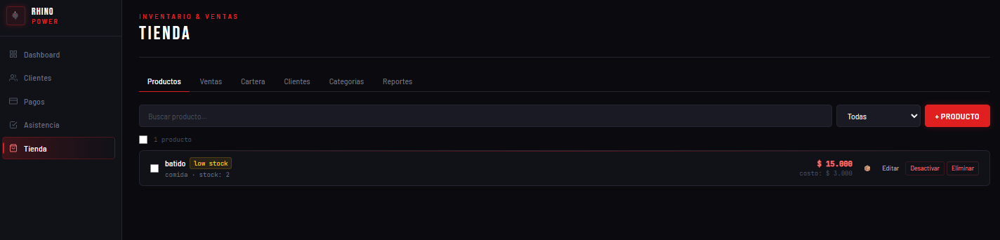 RHINO
POWER
Dashboard
Clientes
Pagos
Asistencia
Tienda
INVENTARIO & VENTAS
TIENDA
Productos Ventas Cartera Clientes Categorias Reportes
Buscar producto... Todas + PRODUCTO
1 producto
batido low stock $ 15.000 Editar Desactivar Eliminar
comida · stock: 2 costo: $ 3.000